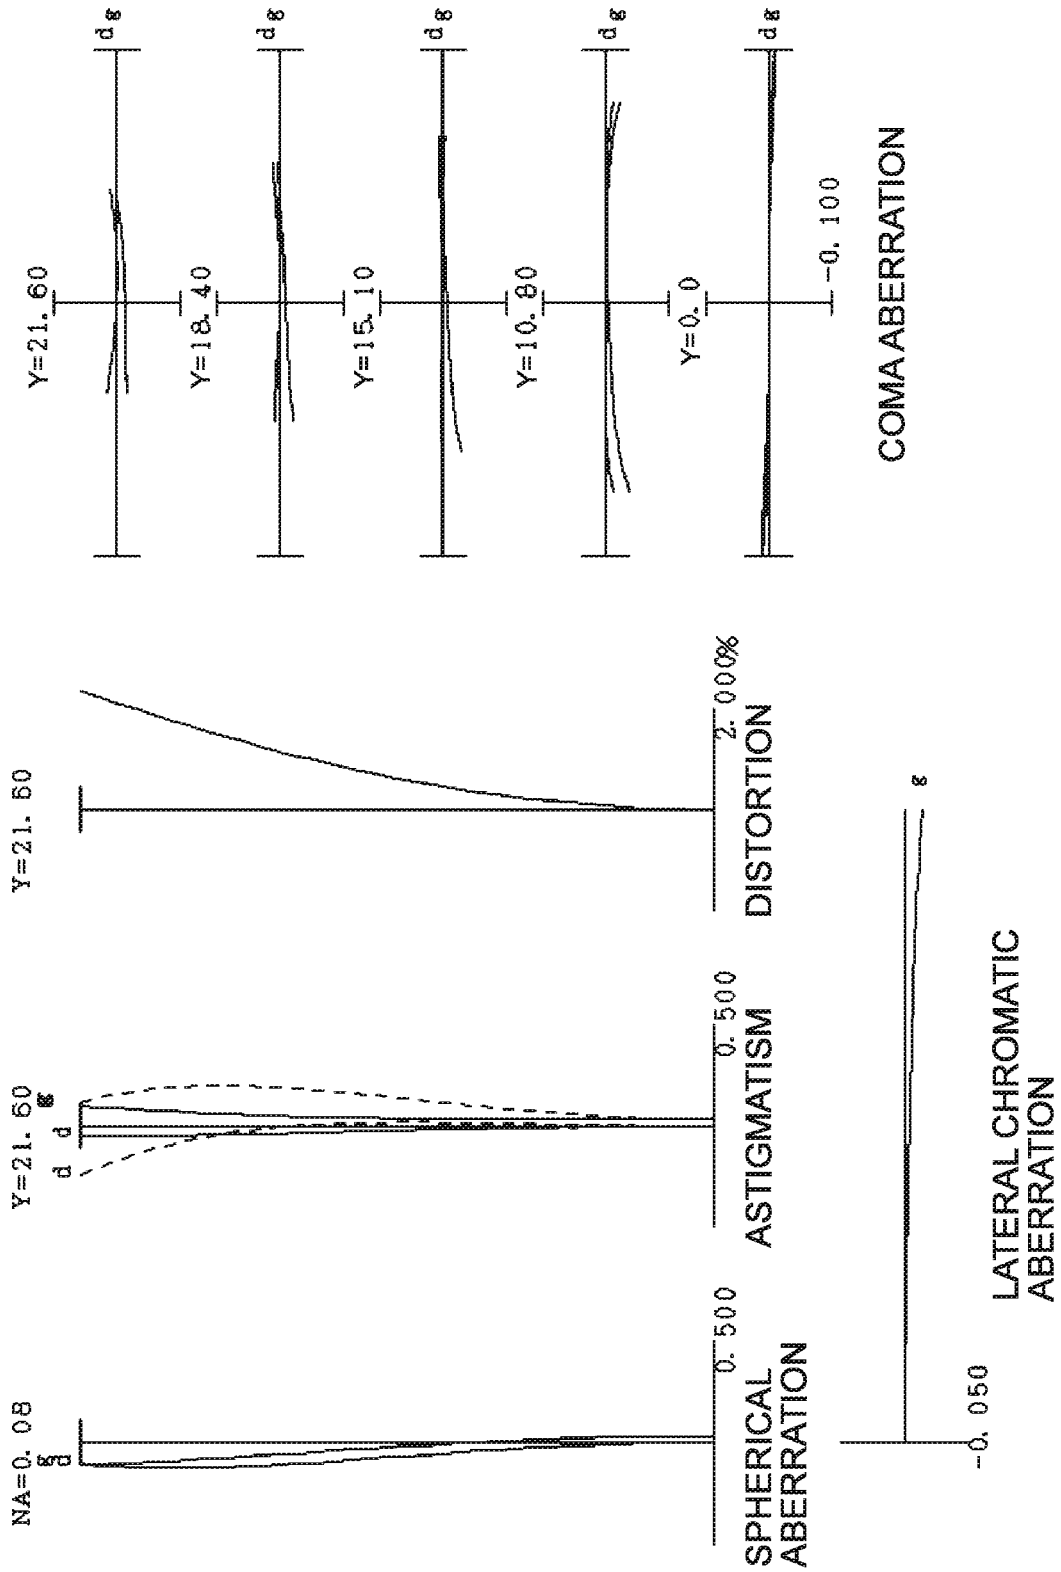 NA=0. 08
g
d
0. 500
SPHERICAL
ABERRATION
Y=21. 60
g
d
d
0. 500
ASTIGMATISM
Y=21. 60
2. 000%
DISTORTION
g
-0. 050
LATERAL CHROMATIC
ABERRATION
Y=21. 60
d g
Y=18. 40
d g
Y=15. 10
d g
Y=10. 80
d g
Y=0. 0
d g
-0. 100
COMA ABERRATION